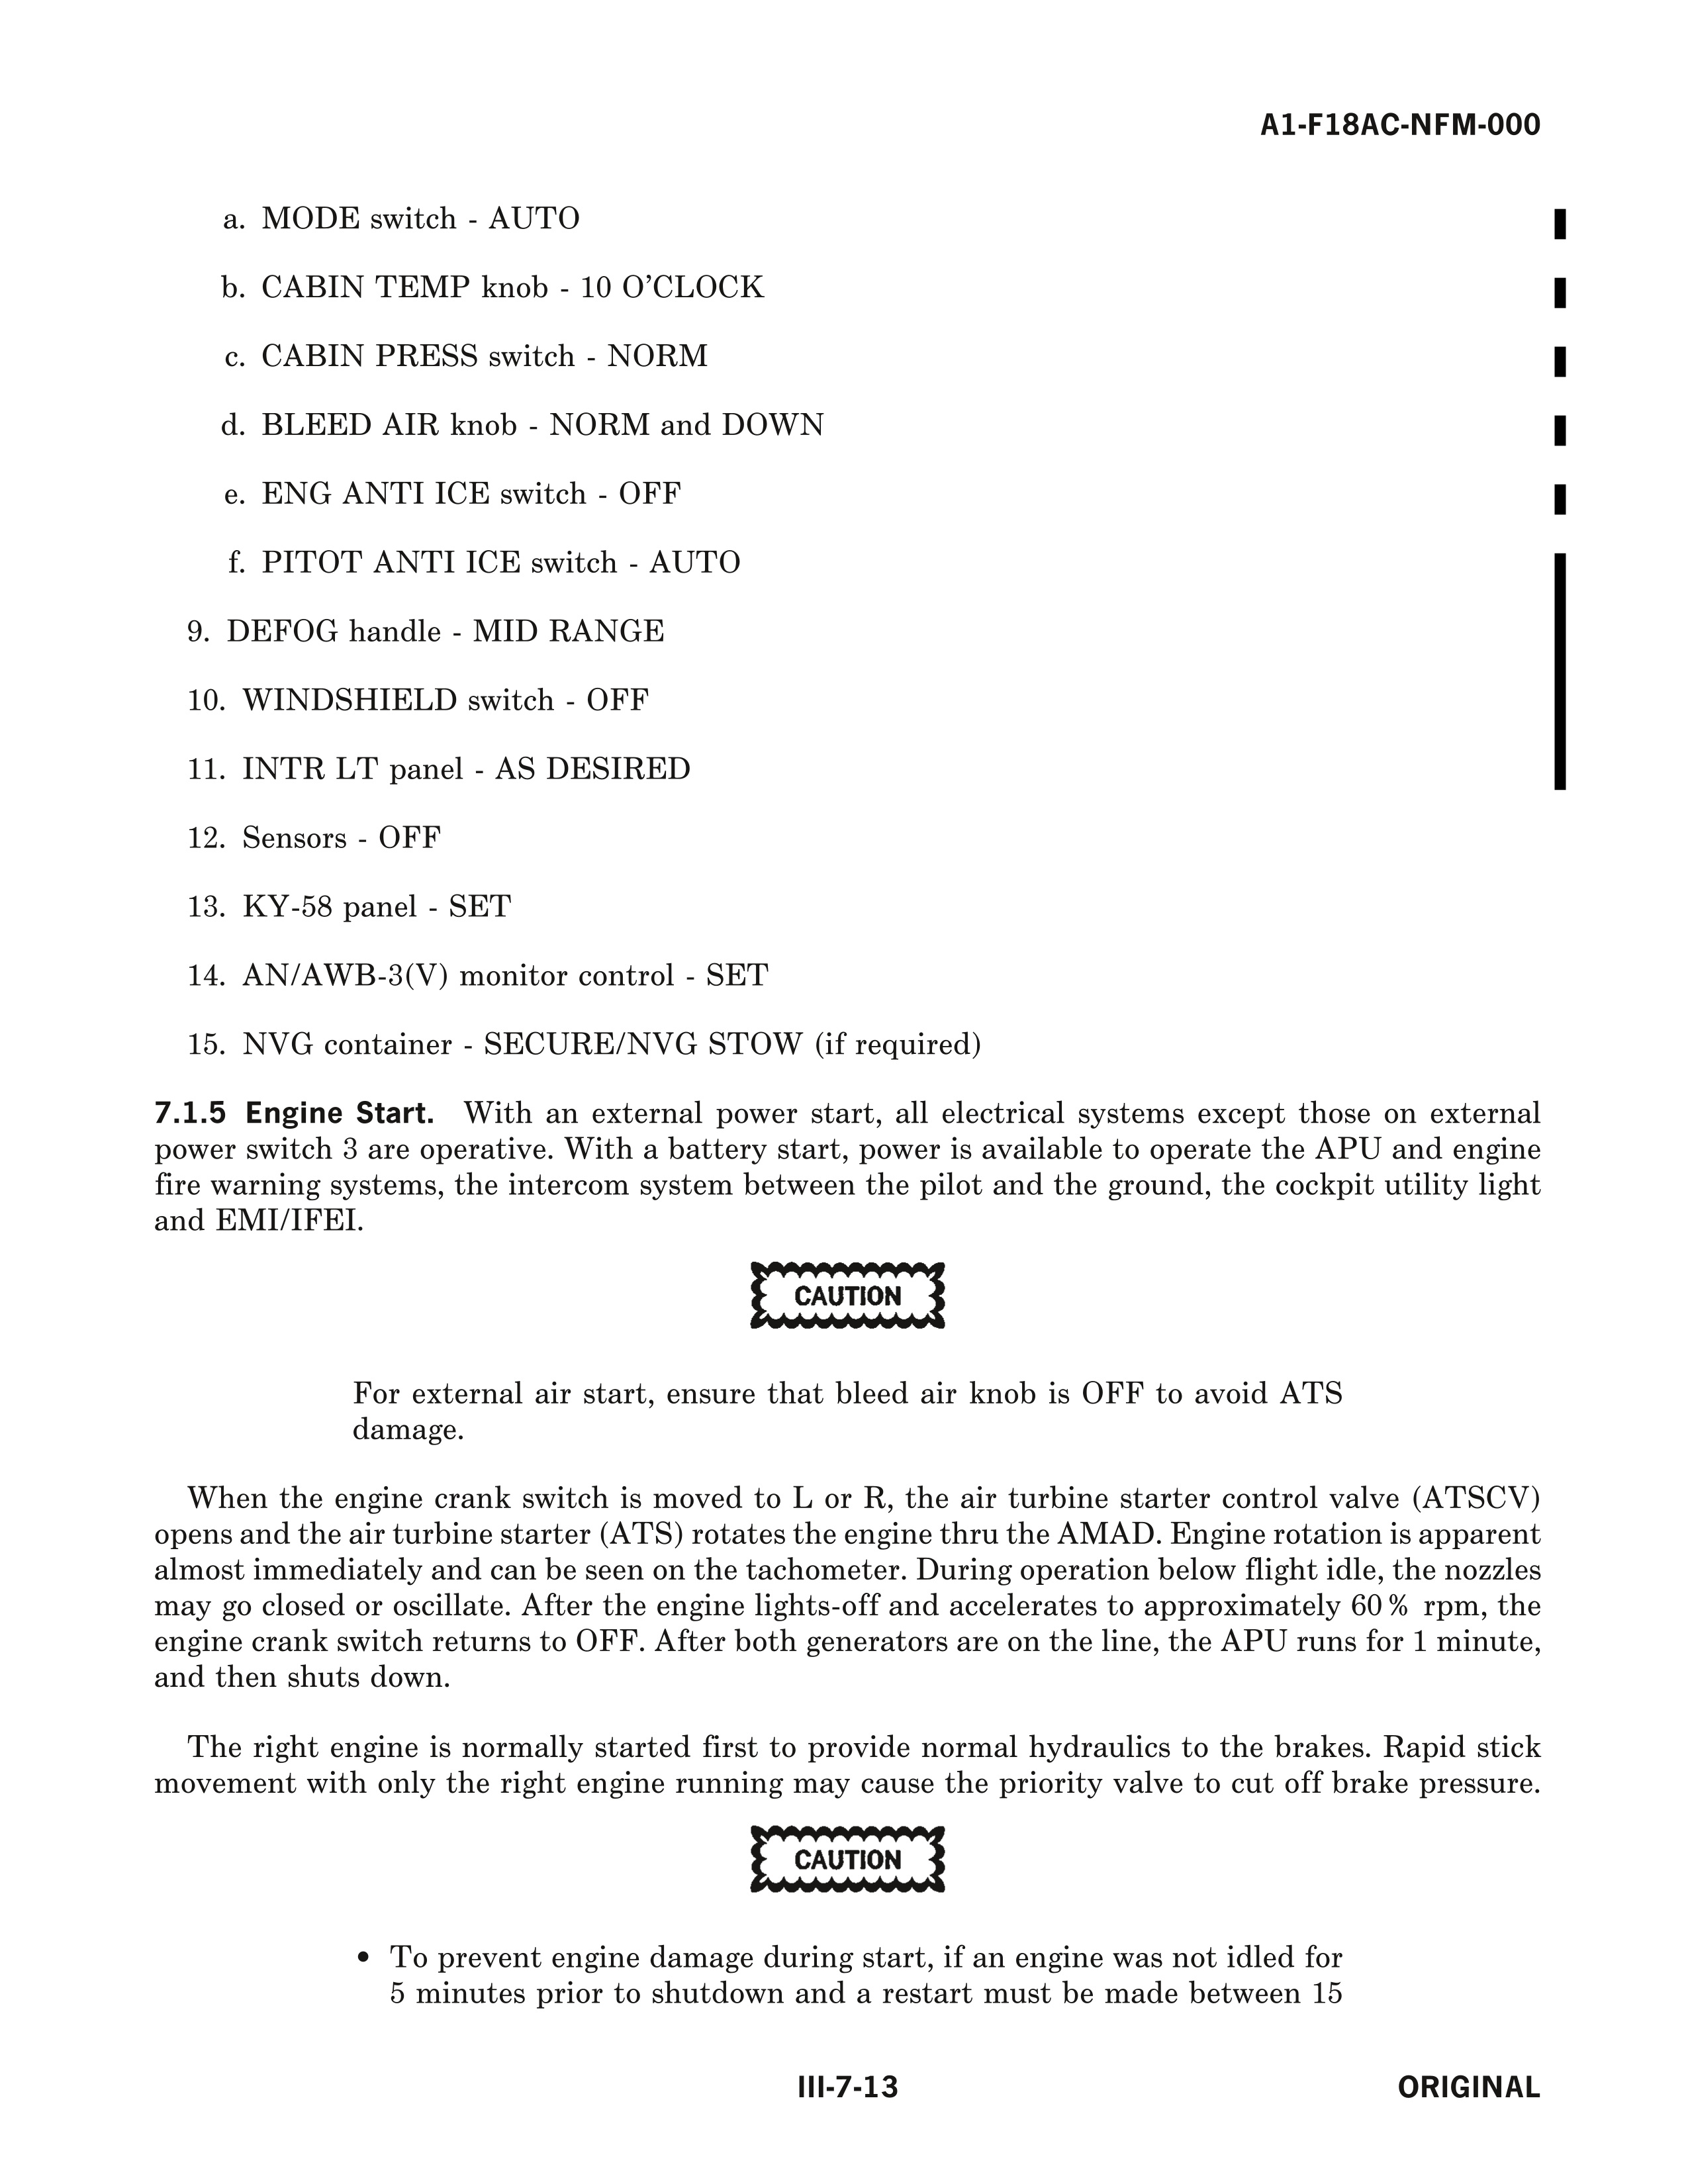 A1-F18AC-NFM-000
a. MODE switch - AUTO
b. CABIN TEMP knob - 10 O’CLOCK
c. CABIN PRESS switch - NORM
d. BLEED AIR knob - NORM and DOWN
e. ENG ANTI ICE switch - OFF
f. PITOT ANTI ICE switch - AUTO
9. DEFOG handle - MID RANGE
10. WINDSHIELD switch - OFF
11. INTR LT panel - AS DESIRED
12. Sensors - OFF
13. KY-58 panel - SET
14. AN/AWB-3(V) monitor control - SET
15. NVG container - SECURE/NVG STOW (if required)
7.1.5 Engine Start. With an external power start, all electrical systems except those on external
power switch 3 are operative. With a battery start, power is available to operate the APU and engine
fire warning systems, the intercom system between the pilot and the ground, the cockpit utility light
and EMI/IFEI.
CAUTION
For external air start, ensure that bleed air knob is OFF to avoid ATS
damage.
When the engine crank switch is moved to L or R, the air turbine starter control valve (ATSCV)
opens and the air turbine starter (ATS) rotates the engine thru the AMAD. Engine rotation is apparent
almost immediately and can be seen on the tachometer. During operation below flight idle, the nozzles
may go closed or oscillate. After the engine lights-off and accelerates to approximately 60% rpm, the
engine crank switch returns to OFF. After both generators are on the line, the APU runs for 1 minute,
and then shuts down.
The right engine is normally started first to provide normal hydraulics to the brakes. Rapid stick
movement with only the right engine running may cause the priority valve to cut off brake pressure.
CAUTION
• To prevent engine damage during start, if an engine was not idled for
5 minutes prior to shutdown and a restart must be made between 15
III-7-13
ORIGINAL